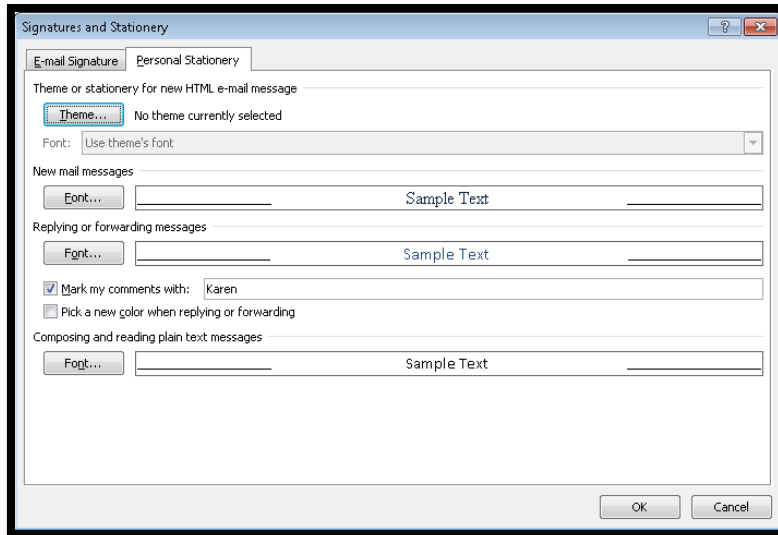 Signatures and Stationery
E-mail Signature Personal Stationery
Theme or stationery for new HTML e-mail message
Theme... No theme currently selected
Font: Use theme's font
New mail messages
Font... Sample Text
Replying or forwarding messages
Font... Sample Text
Mark my comments with: Karen
Pick a new color when replying or forwarding
Composing and reading plain text messages
Font... Sample Text
OK Cancel